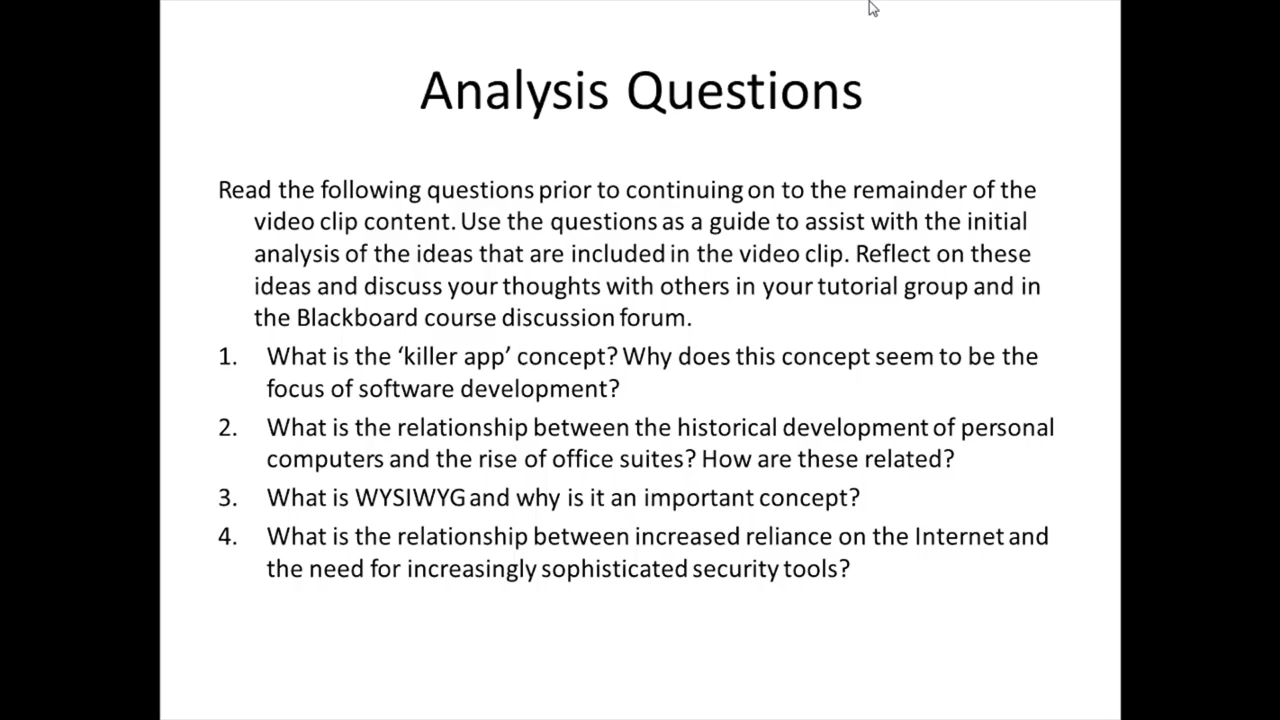 Analysis Questions
Read the following questions prior to continuing on to the remainder of the
video clip content. Use the questions as a guide to assist with the initial
analysis of the ideas that are included in the video clip. Reflect on these
ideas and discuss your thoughts with others in your tutorial group and in
the Blackboard course discussion forum.
1. What is the ‘killer app’ concept? Why does this concept seem to be the
focus of software development?
2. What is the relationship between the historical development of personal
computers and the rise of office suites? How are these related?
3. What is WYSIWYG and why is it an important concept?
4. What is the relationship between increased reliance on the Internet and
the need for increasingly sophisticated security tools?